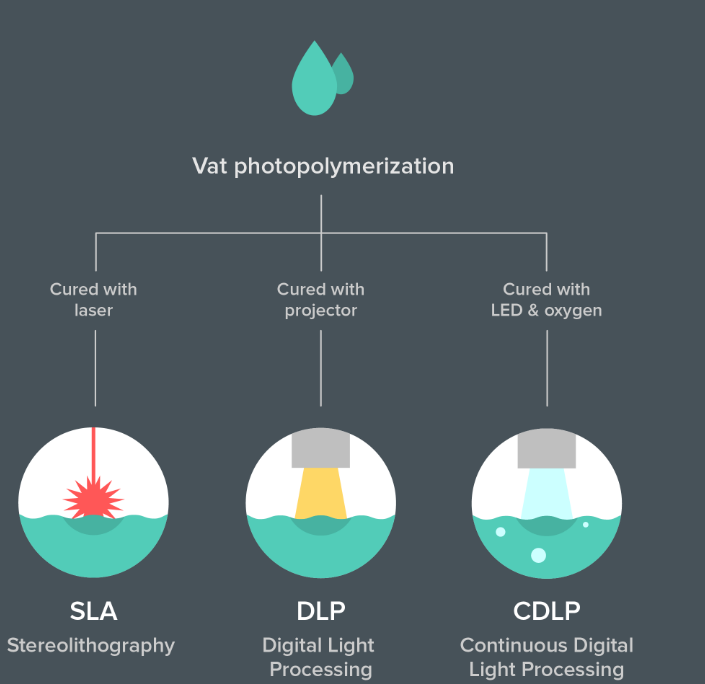 Vat photopolymerization
Cured with
laser
Cured with
projector
Cured with
LED & oxygen
SLA
Stereolithography
DLP
Digital Light
Processing
CDLP
Continuous Digital
Light Processing